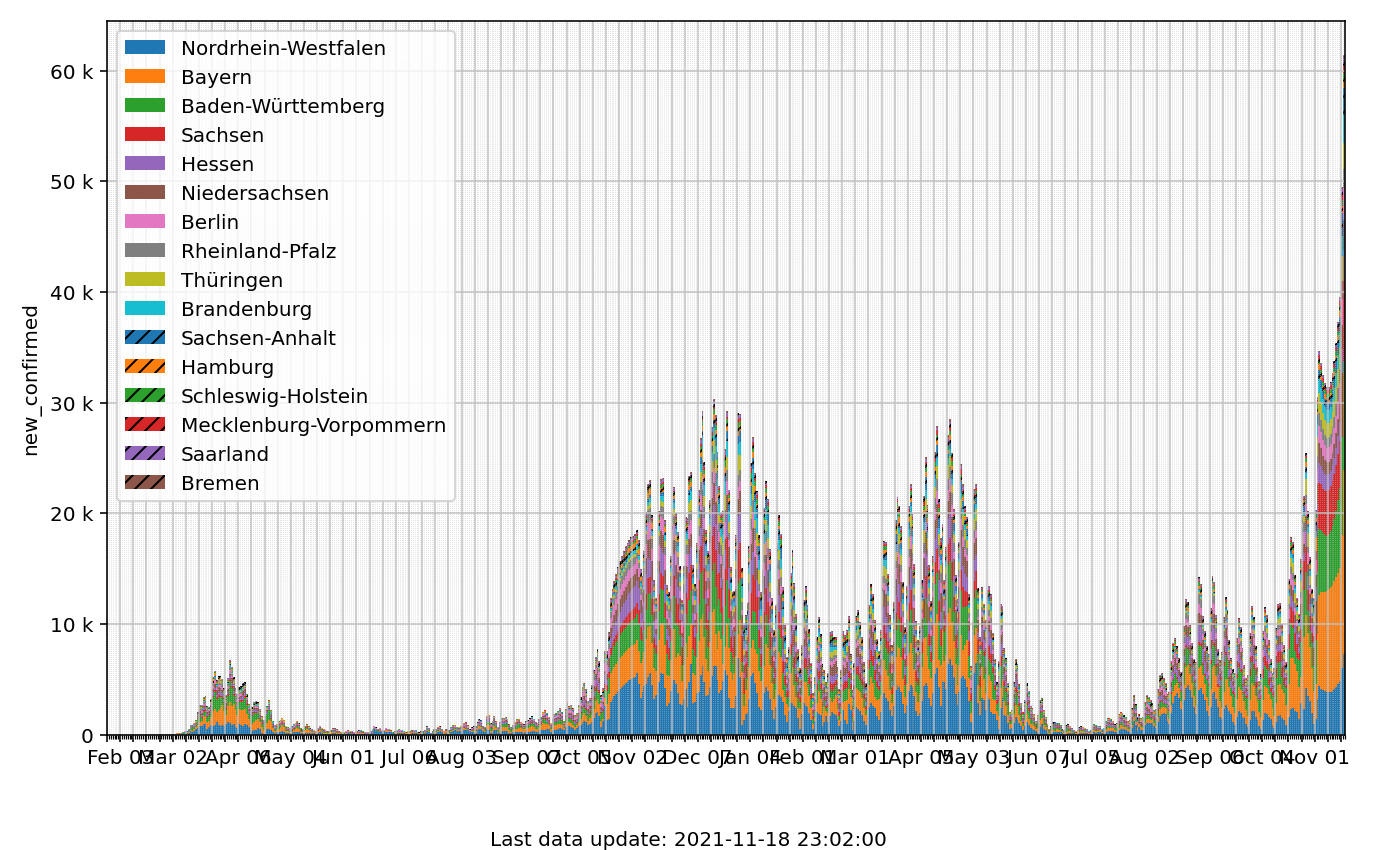 Nordrhein-Westfalen
Bayern
Baden-Württemberg
Sachsen
Hessen
Niedersachsen
Berlin
Rheinland-Pfalz
Thüringen
Brandenburg
Sachsen-Anhalt
Hamburg
Schleswig-Holstein
Mecklenburg-Vorpommern
Saarland
Bremen
60 k
50 k
40 k
30 k
20 k
10 k
0
new_confirmed
Feb 03 Mar 02 Apr 06 May 04 Jun 01 Jul 06 Aug 03 Sep 07 Oct 05 Nov 02 Dec 07 Jan 04 Feb 01 Mar 01 Apr 05 May 03 Jun 07 Jul 05 Aug 02 Sep 06 Oct 04 Nov 01
Last data update: 2021-11-18 23:02:00